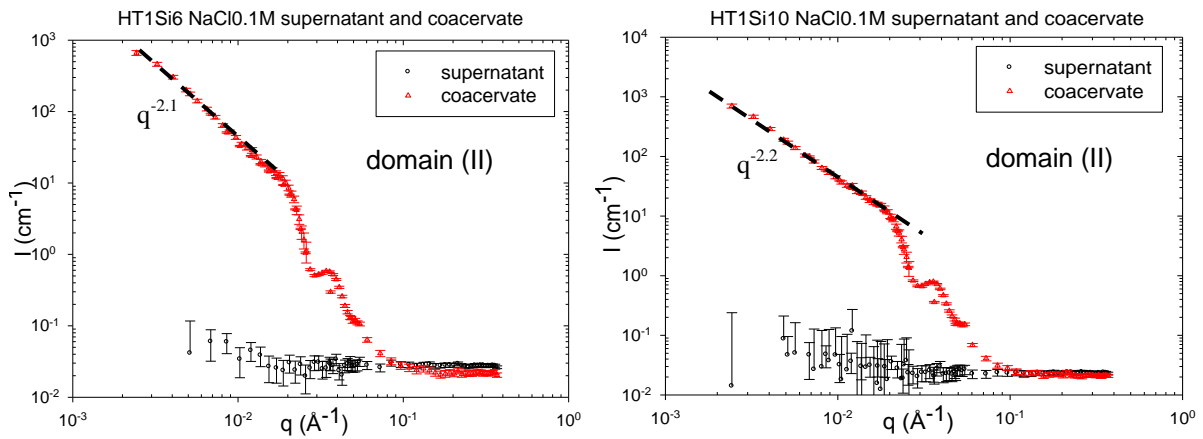 HT1Si6 NaCl0.1M supernatant and coacervate
10^3
10^2
10^1
10^0
10^-1
10^-2
I (cm^-1)
supernatant
coacervate
q^-2.1
domain (II)
10^-3
10^-2
10^-1
10^0
q (Å^-1)
HT1Si10 NaCl0.1M supernatant and coacervate
10^4
10^3
10^2
10^1
10^0
10^-1
10^-2
I (cm^-1)
supernatant
coacervate
q^-2.2
domain (II)
10^-3
10^-2
10^-1
10^0
q (Å^-1)